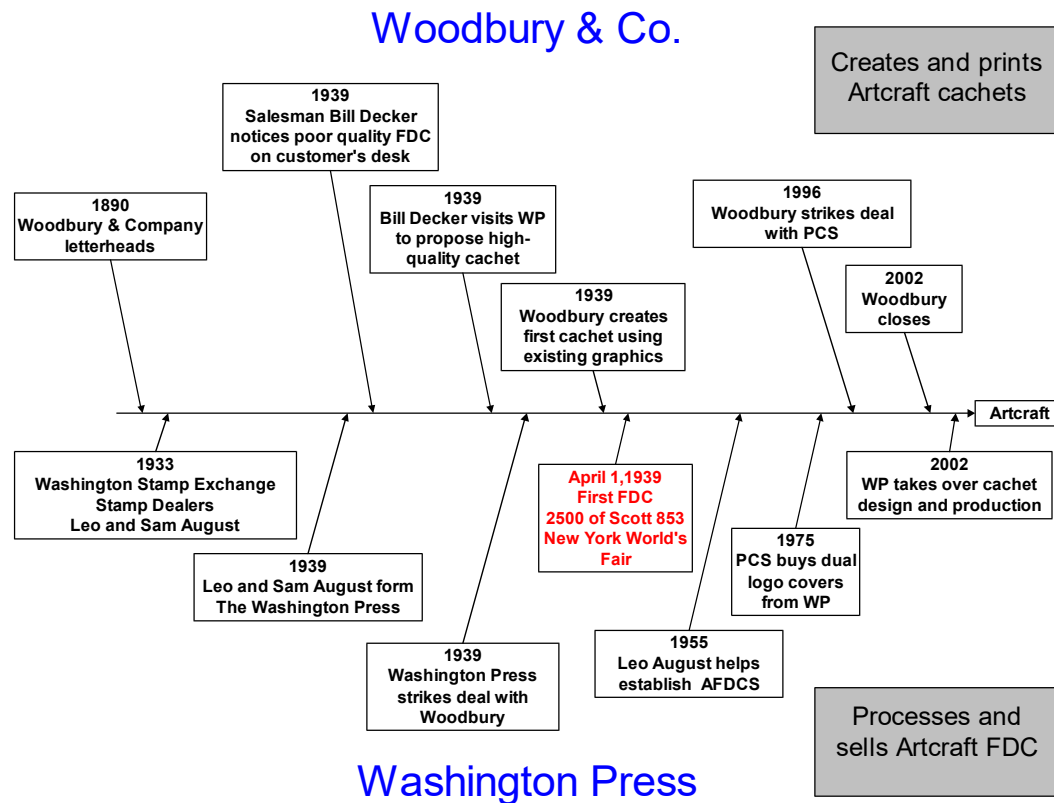 Woodbury & Co.
Creates and prints
Artcraft cachets
1939
Salesman Bill Decker
notices poor quality FDC
on customer's desk
1890
Woodbury & Company
letterheads
1939
Bill Decker visits WP
to propose high-
quality cachet
1996
Woodbury strikes deal
with PCS
2002
Woodbury
closes
1939
Woodbury creates
first cachet using
existing graphics
Artcraft
1933
Washington Stamp Exchange
Stamp Dealers
Leo and Sam August
April 1,1939
First FDC
2500 of Scott 853
New York World's
Fair
2002
WP takes over cachet
design and production
1939
Leo and Sam August form
The Washington Press
1975
PCS buys dual
logo covers
from WP
1939
Washington Press
strikes deal with
Woodbury
1955
Leo August helps
establish AFDCS
Processes and
sells Artcraft FDC
Washington Press